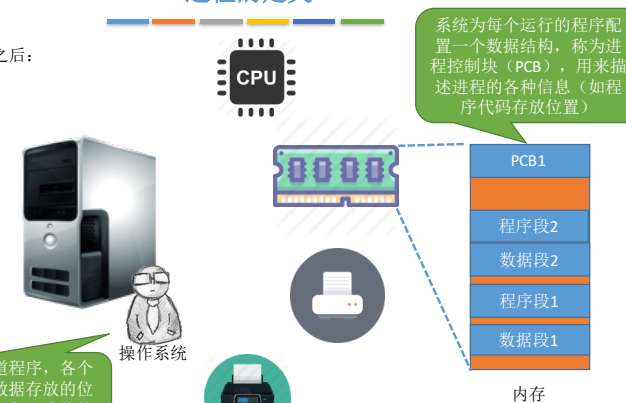 之后：
CPU
系统为每个运行的程序配
置一个数据结构，称为进
程控制块（PCB），用来描
述进程的各种信息（如程
序代码存放位置）
PCB1
程序段2
数据段2
程序段1
数据段1
内存
操作系统
道程序，各个
数据存放的位